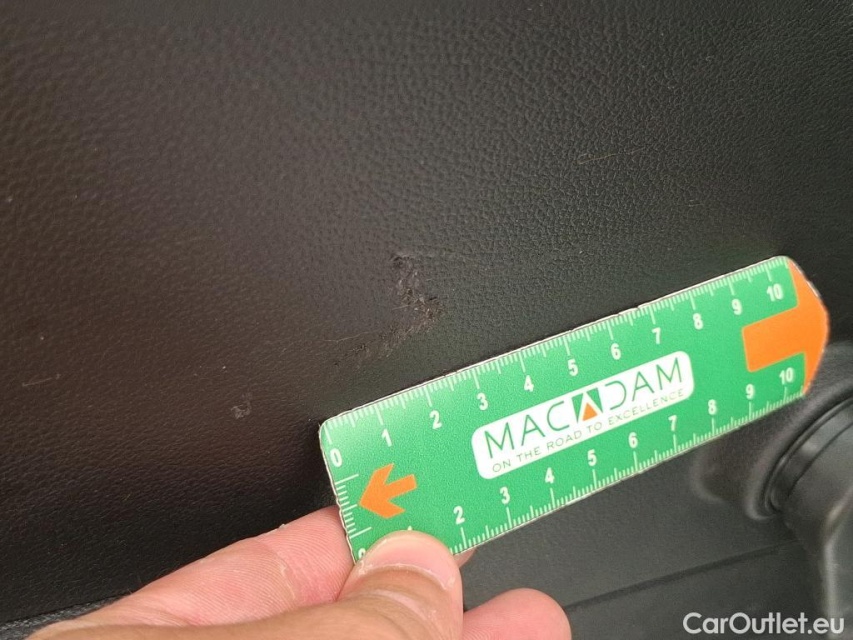 0 1 2 3 4 5 6 7 8 9 10
MACADAM
ON THE ROAD TO EXCELLENCE
2 3 4 5 6 7 8 9 10
CarOutlet.eu